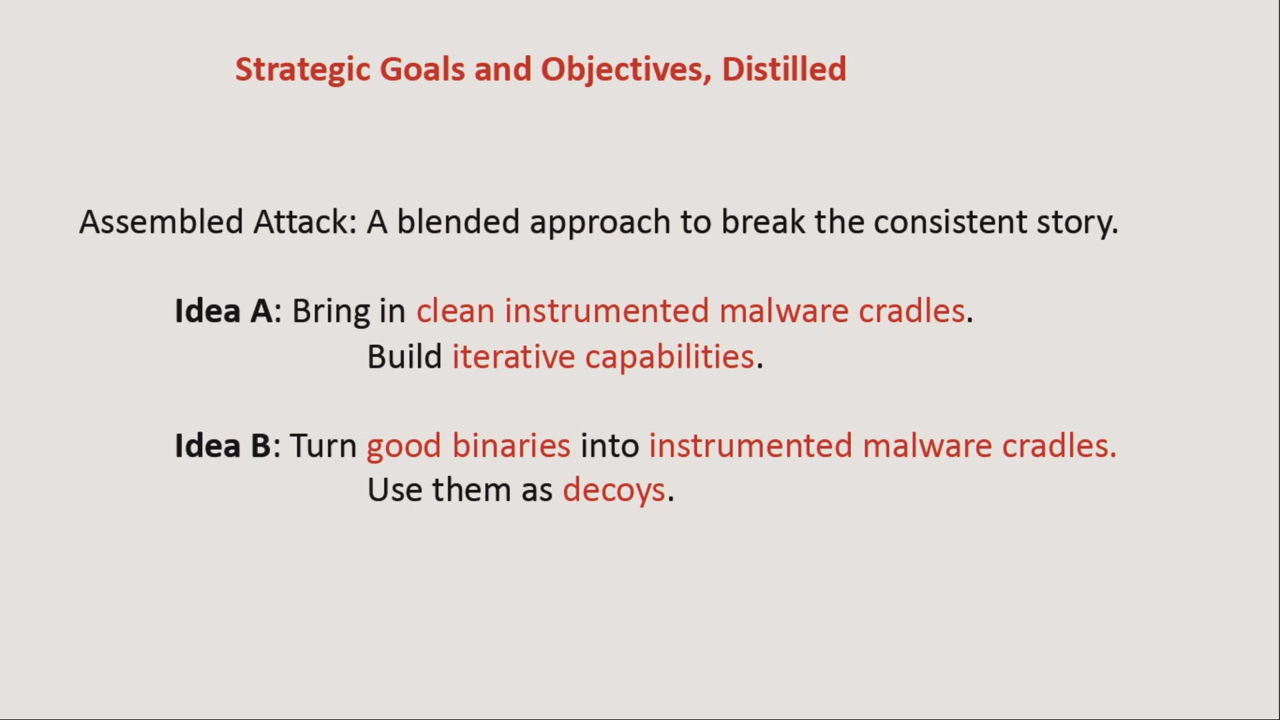 Strategic Goals and Objectives, Distilled
Assembled Attack: A blended approach to break the consistent story.
Idea A: Bring in clean instrumented malware cradles.
Build iterative capabilities.
Idea B: Turn good binaries into instrumented malware cradles.
Use them as decoys.